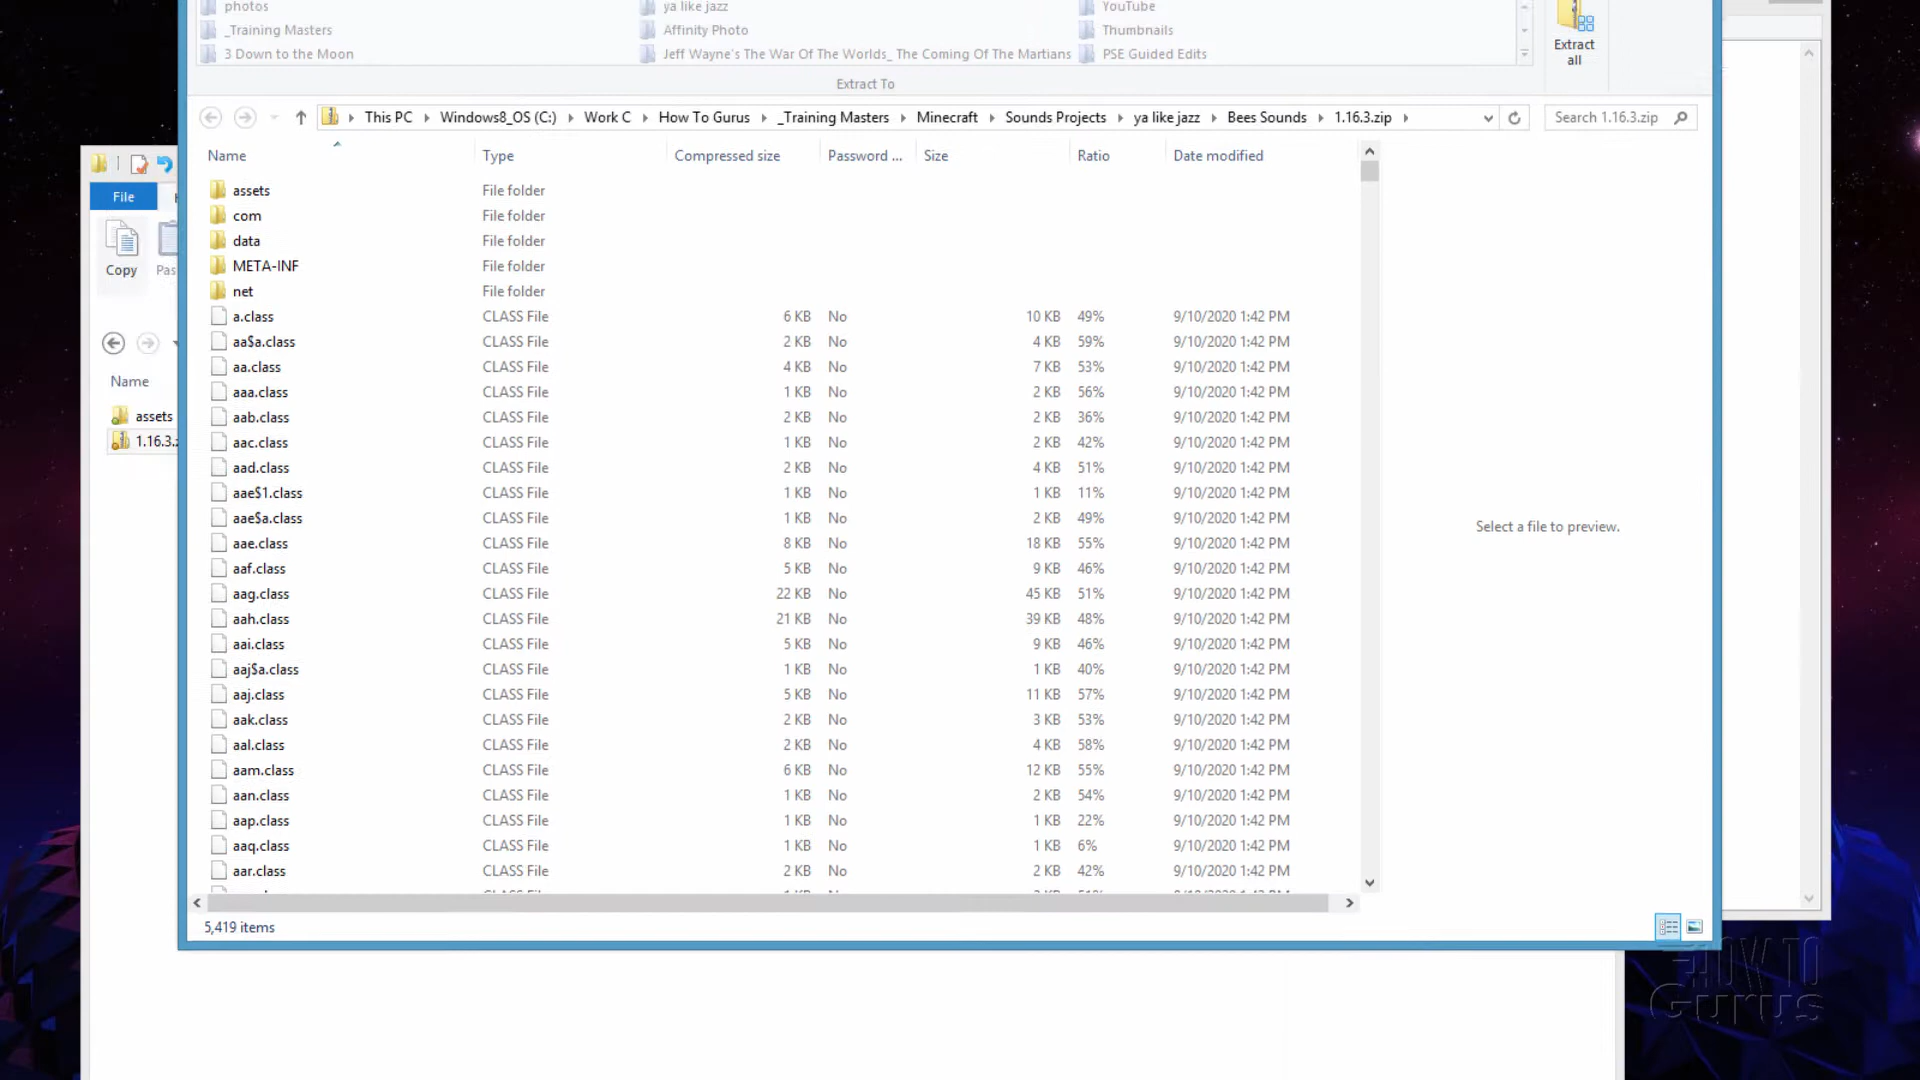 photos ya like jazz YouTube
_Training Masters Affinity Photo Thumbnails
3 Down to the Moon Jeff Wayne's The War Of The Worlds_ The Coming Of The Martians PSE Guided Edits
Extract all
Extract To
This PC Windows8_OS (C:) Work C How To Gurus _Training Masters Minecraft Sounds Projects ya like jazz Bees Sounds 1.16.3.zip Search 1.16.3.zip
Name Type Compressed size Password ... Size Ratio Date modified
assets File folder
com File folder
data File folder
META-INF File folder
net File folder
a.class CLASS File 6 KB No 10 KB 49% 9/10/2020 1:42 PM
aa$a.class CLASS File 2 KB No 4 KB 59% 9/10/2020 1:42 PM
aa.class CLASS File 4 KB No 7 KB 53% 9/10/2020 1:42 PM
aaa.class CLASS File 1 KB No 2 KB 56% 9/10/2020 1:42 PM
aab.class CLASS File 2 KB No 2 KB 36% 9/10/2020 1:42 PM
aac.class CLASS File 1 KB No 2 KB 42% 9/10/2020 1:42 PM
aad.class CLASS File 2 KB No 4 KB 51% 9/10/2020 1:42 PM
aae$1.class CLASS File 1 KB No 1 KB 11% 9/10/2020 1:42 PM
aae$a.class CLASS File 1 KB No 2 KB 49% 9/10/2020 1:42 PM
aae.class CLASS File 8 KB No 18 KB 55% 9/10/2020 1:42 PM
aaf.class CLASS File 5 KB No 9 KB 46% 9/10/2020 1:42 PM
aag.class CLASS File 22 KB No 45 KB 51% 9/10/2020 1:42 PM
aah.class CLASS File 21 KB No 39 KB 48% 9/10/2020 1:42 PM
aai.class CLASS File 5 KB No 9 KB 46% 9/10/2020 1:42 PM
aaj$a.class CLASS File 1 KB No 1 KB 40% 9/10/2020 1:42 PM
aaj.class CLASS File 5 KB No 11 KB 57% 9/10/2020 1:42 PM
aak.class CLASS File 2 KB No 3 KB 53% 9/10/2020 1:42 PM
aal.class CLASS File 2 KB No 4 KB 58% 9/10/2020 1:42 PM
aam.class CLASS File 6 KB No 12 KB 55% 9/10/2020 1:42 PM
aan.class CLASS File 1 KB No 2 KB 54% 9/10/2020 1:42 PM
aap.class CLASS File 1 KB No 1 KB 22% 9/10/2020 1:42 PM
aaq.class CLASS File 1 KB No 1 KB 6% 9/10/2020 1:42 PM
aar.class CLASS File 2 KB No 2 KB 42% 9/10/2020 1:42 PM
5,419 items
Select a file to preview.
File
Copy Pas
Name
assets
1.16.3.z
HOW TO
GURUS